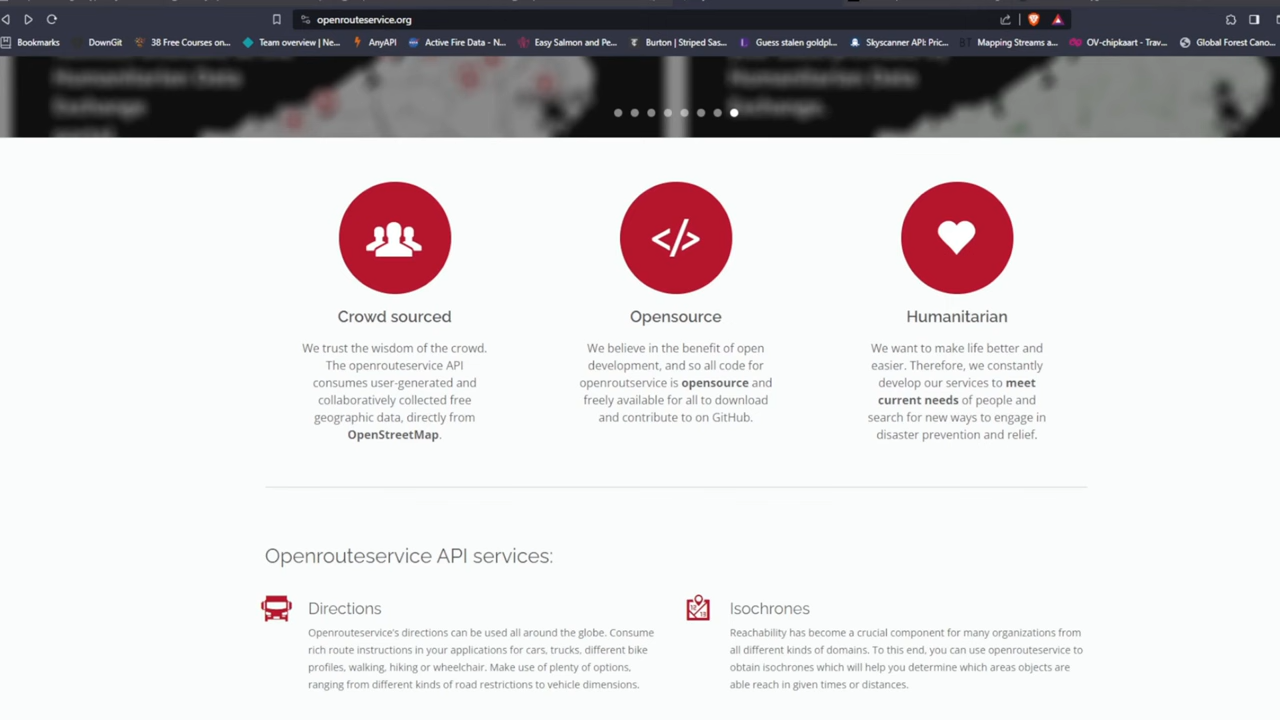 openrouteservice.org
Bookmarks DownGit 38 Free Courses on... Team overview | Ne... AnyAPI Active Fire Data - N... Easy Salmon and Pe... Burton | Striped Sas... Guess stalen goldpl... Skyscanner API: Pric... Mapping Streams a... OV-chipkaart - Trav... Global Forest Cano...
Humanitarian Data
Exchange
Humanitarian Data
Exchange.
Crowd sourced
We trust the wisdom of the crowd.
The openrouteservice API
consumes user-generated and
collaboratively collected free
geographic data, directly from
OpenStreetMap.
Opensource
We believe in the benefit of open
development, and so all code for
openroutservice is opensource and
freely available for all to download
and contribute to on GitHub.
Humanitarian
We want to make life better and
easier. Therefore, we constantly
develop our services to meet
current needs of people and
search for new ways to engage in
disaster prevention and relief.
Openrouteservice API services:
Directions
Openrouteservice's directions can be used all around the globe. Consume
rich route instructions in your applications for cars, trucks, different bike
profiles, walking, hiking or wheelchair. Make use of plenty of options,
ranging from different kinds of road restrictions to vehicle dimensions.
Isochrones
Reachability has become a crucial component for many organizations from
all different kinds of domains. To this end, you can use openrouteservice to
obtain isochrones which will help you determine which areas objects are
able reach in given times or distances.